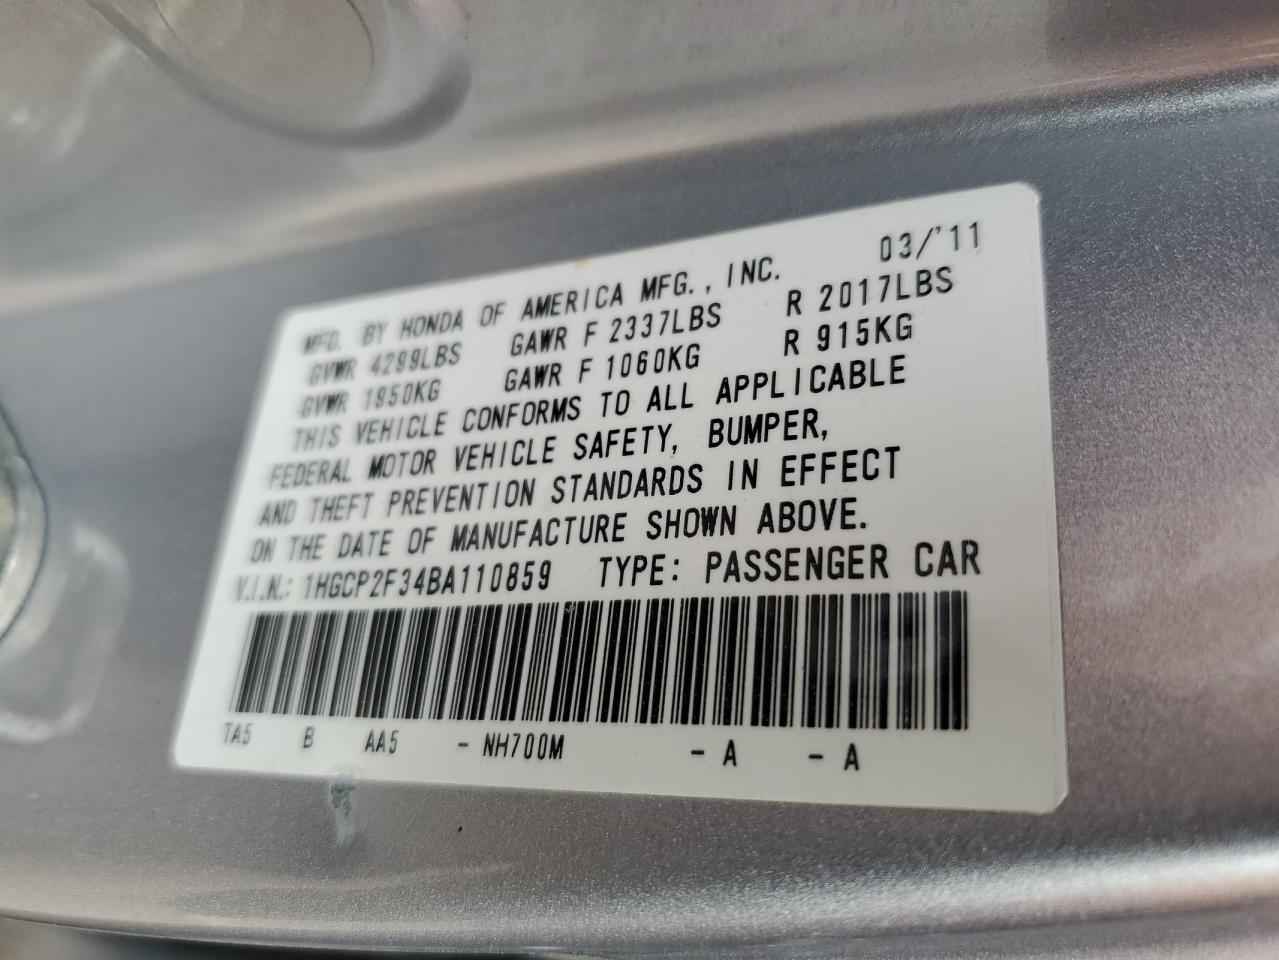 MFD. BY HONDA OF AMERICA MFG., INC. 03/'11
GVWR 4299LBS GAWR F 2337LBS R 2017LBS
GVWR 1950KG GAWR F 1060KG R 915KG
THIS VEHICLE CONFORMS TO ALL APPLICABLE
FEDERAL MOTOR VEHICLE SAFETY, BUMPER,
AND THEFT PREVENTION STANDARDS IN EFFECT
ON THE DATE OF MANUFACTURE SHOWN ABOVE.
V.I.N.: 1HGCP2F34BA110859 TYPE: PASSENGER CAR
TA5 B AA5 - NH700M - A - A